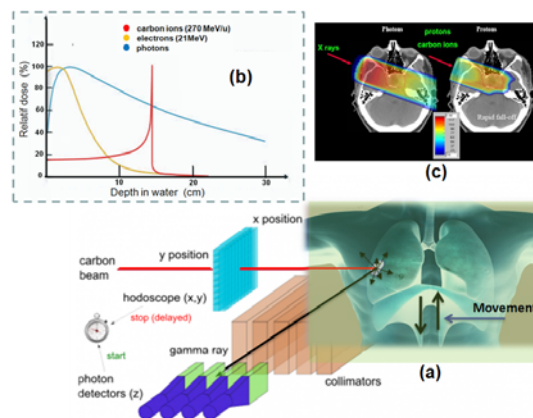 carbon ions (270 MeV/u)
electrons (21MeV)
photons
Relatif dose (%)
120
100
80
60
40
20
0
10
20
30
Depth in water (cm)
(b)
X rays
Photons
protons
carbon ions
Protons
Rapid fall-off
(c)
x position
y position
carbon
beam
hodoscope (x,y)
stop (delayed)
start
gamma ray
photon
detectors (z)
collimators
Movement
(a)